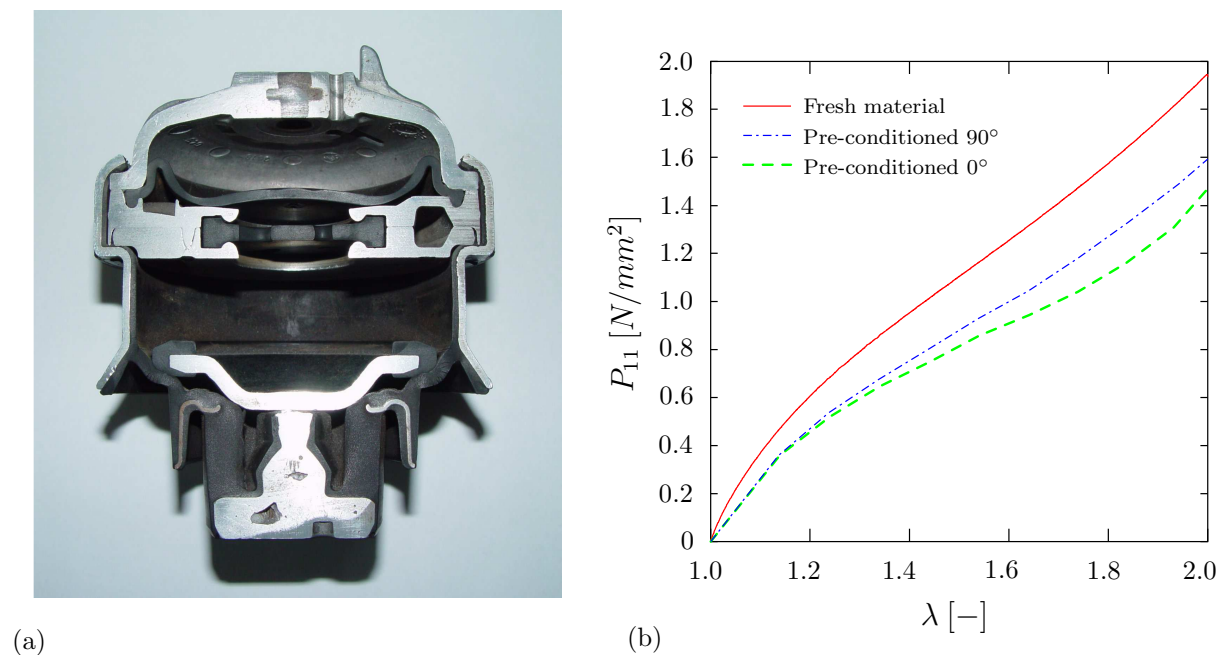 2.0
1.8
1.6
1.4
1.2
1.0
0.8
0.6
0.4
0.2
0
P₁₁ [N/mm²]
Fresh material
Pre-conditioned 90°
Pre-conditioned 0°
1.0 1.2 1.4 1.6 1.8 2.0
λ [−]
(a)
(b)